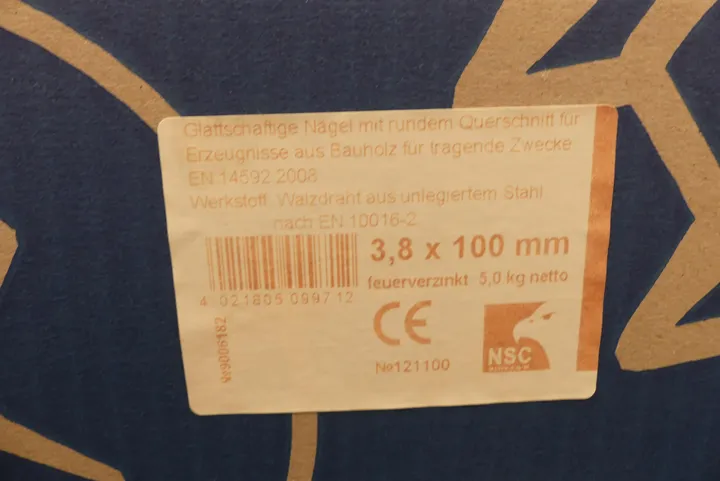 Glattschaftige Nägel mit rundem Querschnitt für
Erzeugnisse aus Bauholz für tragende Zwecke
EN 14592:2008
Werkstoff: Walzdraht aus unlegiertem Stahl
nach EN 10016-2
3,8 x 100 mm
feuerverzinkt 5,0 kg netto
4 021805 099712
№9006182
CE
№121100
NSC